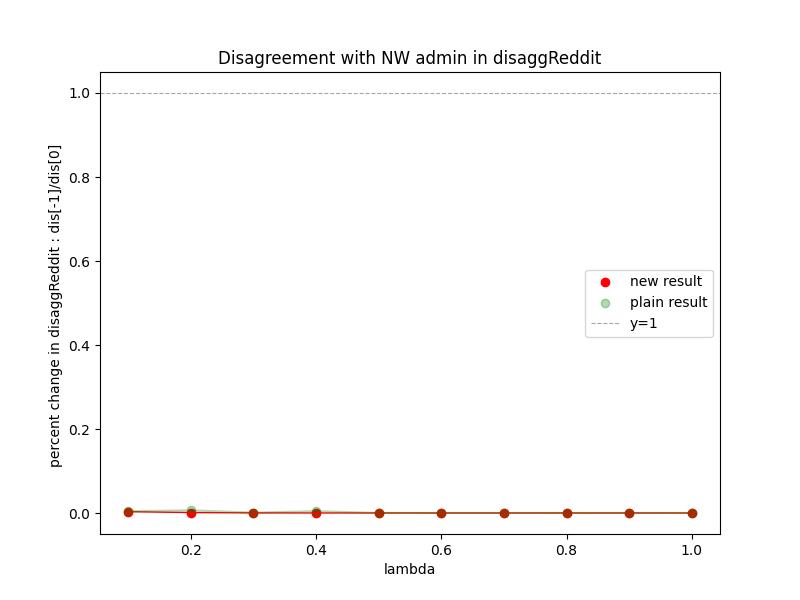 Disagreement with NW admin in disaggReddit
percent change in disaggReddit : dis[-1]/dis[0]
1.0
0.8
0.6
0.4
0.2
0.0
new result
plain result
y=1
0.2
0.4
0.6
0.8
1.0
lambda